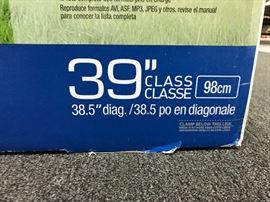 Reproduce formatos AVI, ASF, MP3, JPEG y otros, revise el manual
para conocer la lista completa
39" CLASS
CLASSE
98cm
38.5" diag. /38.5 po en diagonale
CLAMP BELOW THIS LINE